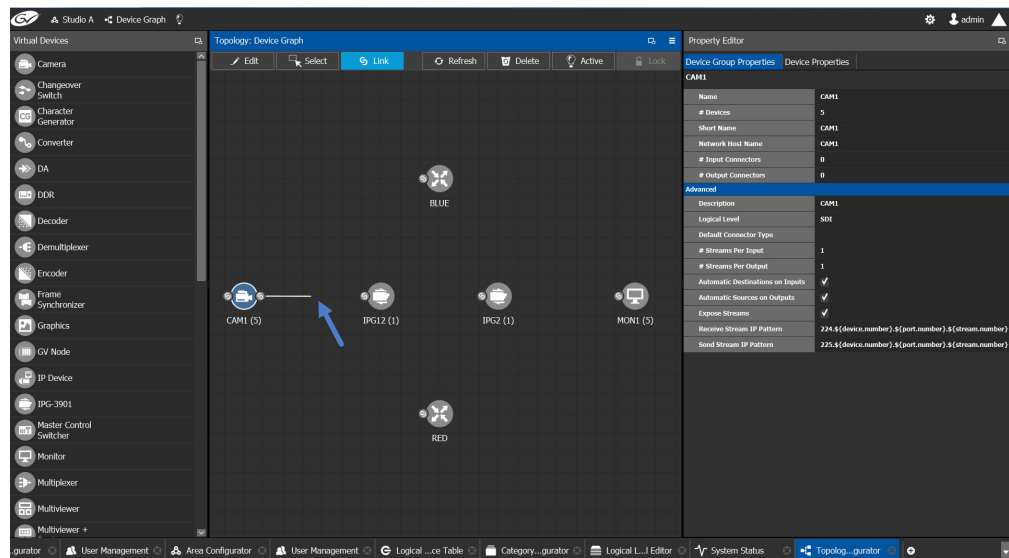 GV Studio A Device Graph admin
Virtual Devices
Camera
Changeover
Switch
CG Character
Generator
Converter
DA
DDR
Decoder
Demultiplexer
Encoder
Frame
Synchronizer
Graphics
GV Node
IP Device
IPG-3901
Master Control
Switcher
Monitor
Multiplexer
Multiviewer
Multiviewer +
Topology: Device Graph
Edit Select Link Refresh Delete Active Lock
BLUE
CAM1 (5) IPG12 (1) IPG2 (1) MON1 (5)
RED
Property Editor
Device Group Properties Device Properties
CAM1
Name CAM1
# Devices 5
Short Name CAM1
Network Host Name CAM1
# Input Connectors 0
# Output Connectors 0
Advanced
Description CAM1
Logical Level SDI
Default Connector Type
# Streams Per Input 1
# Streams Per Output 1
Automatic Destinations on Inputs
Automatic Sources on Outputs
Expose Streams
Receive Stream IP Pattern 224.${device.number}.${port.number}.${stream.number}
Send Stream IP Pattern 225.${device.number}.${port.number}.${stream.number}
..gurator User Management Area Configurator User Management Logical ...ce Table Category...gurator Logical L...l Editor System Status Topolog...gurator